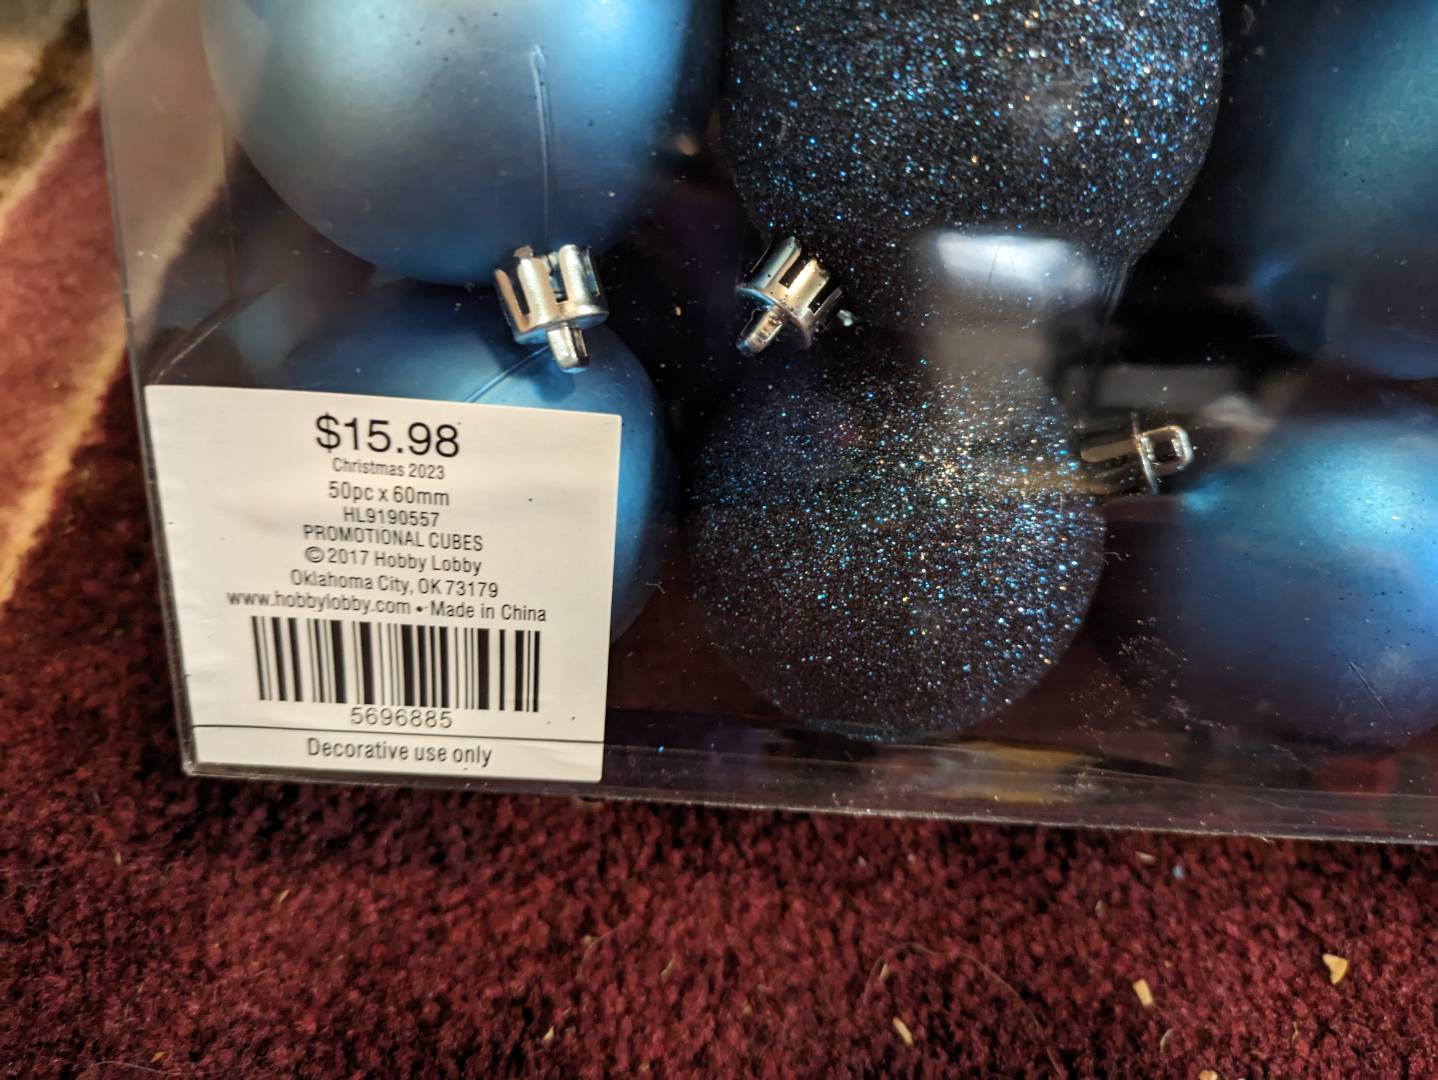 $15.98
Christmas 2023
50pc x 60mm
HL9190557
PROMOTIONAL CUBES
© 2017 Hobby Lobby
Oklahoma City, OK 73179
www.hobbylobby.com • Made in China
5696885
Decorative use only